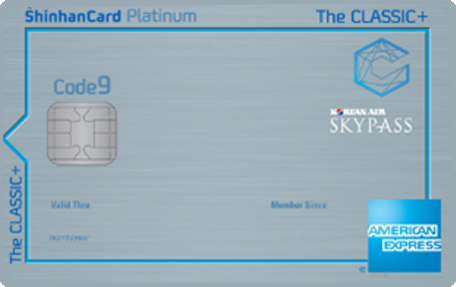 ShinhanCard Platinum
The CLASSIC+
Code9
KOREAN AIR
SKYPASS
Valid Thru
Member Since
The CLASSIC+
AMERICAN
EXPRESS